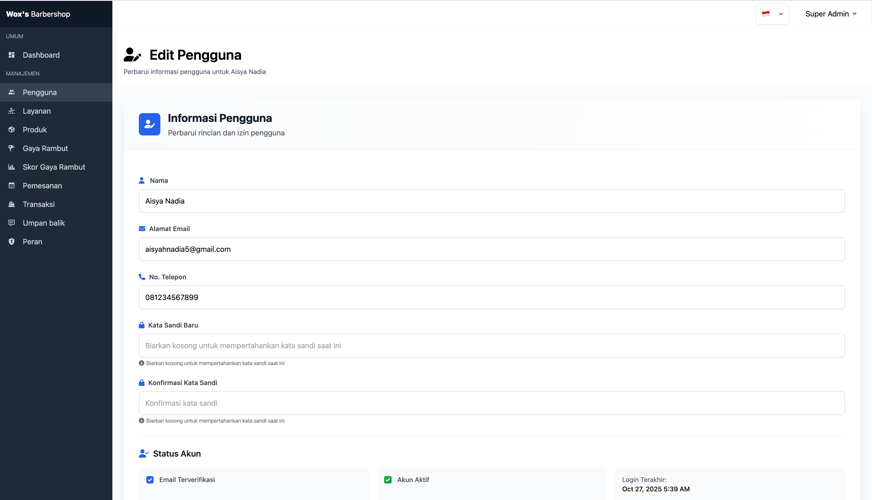 Wox's Barbershop
Super Admin
UMUM
Dashboard
MANAJEMEN
Pengguna
Layanan
Produk
Gaya Rambut
Skor Gaya Rambut
Pemesanan
Transaksi
Umpan balik
Peran
Edit Pengguna
Perbarui informasi pengguna untuk Aisya Nadia
Informasi Pengguna
Perbarui rincian dan izin pengguna
Nama
Aisya Nadia
Alamat Email
aisyahnadia5@gmail.com
No. Telepon
081234567899
Kata Sandi Baru
Biarkan kosong untuk mempertahankan kata sandi saat ini
Biarkan kosong untuk mempertahankan kata sandi saat ini
Konfirmasi Kata Sandi
Konfirmasi kata sandi
Biarkan kosong untuk mempertahankan kata sandi saat ini
Status Akun
Email Terverifikasi
Akun Aktif
Login Terakhir:
Oct 27, 2025 5:39 AM